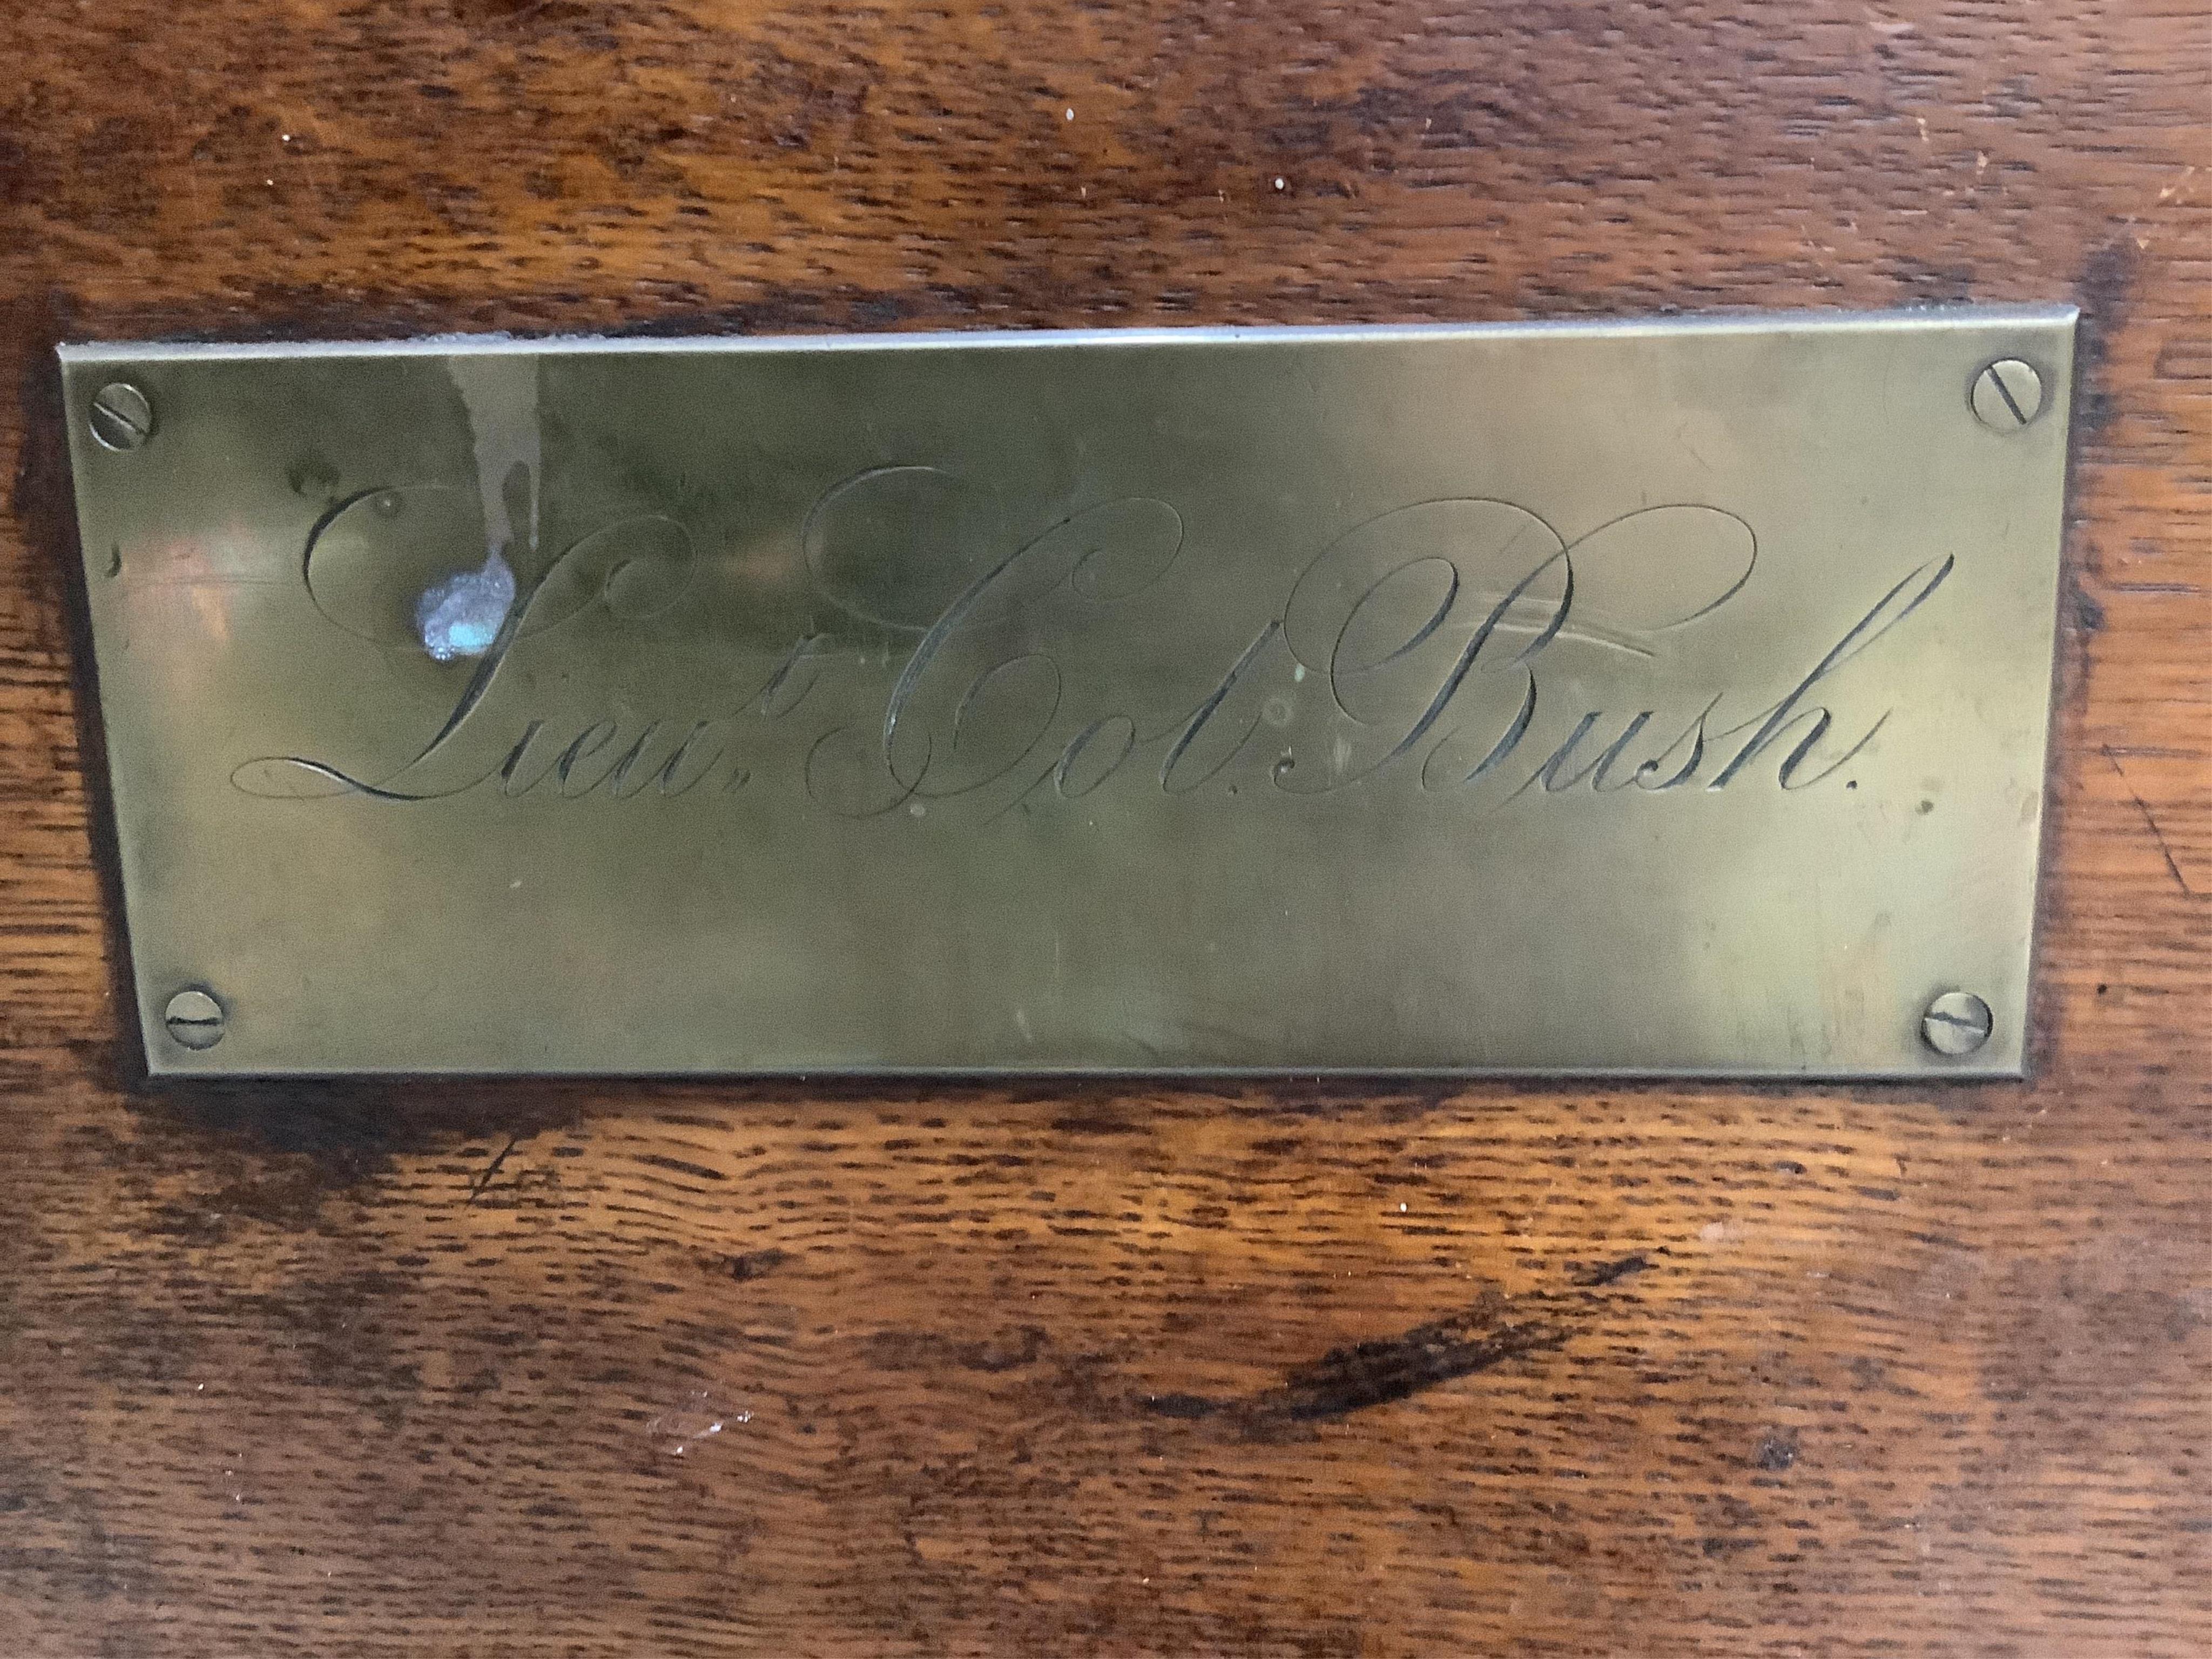 Lieuᵗ„ Col. Bush.